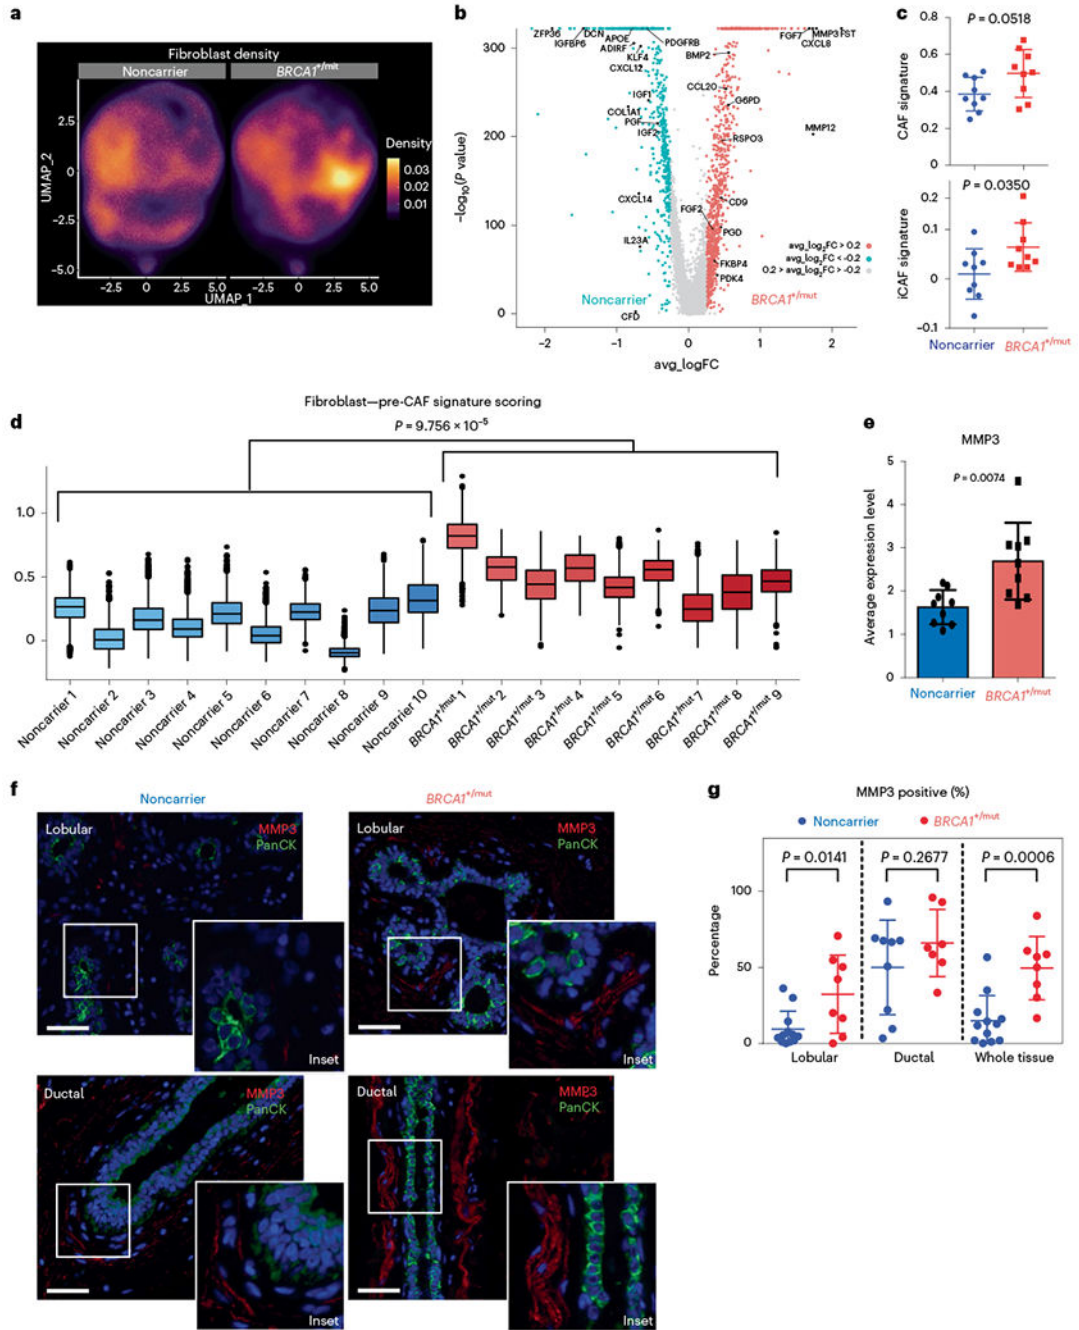 a
Fibroblast density
Noncarrier
BRCA1+/mit
UMAP_2
2.5
0
−2.5
−5.0
−2.5 0 2.5 5.0
−2.5 0 2.5 5.0
UMAP_1
Density
0.03
0.02
0.01
b
−log10(P value)
300
200
100
0
ZFP36
DCN
IGFBP6
APOE
ADIRF
PDGFRB
KLF4
CXCL12
IGF1
COL1A1
PGF
IGF2
CXCL14
IL23A
CFD
FGF7
MMP3
FST
CXCL8
BMP2
CCL20
G6PD
MMP12
RSPO3
CD9
FGF2
PGD
FKBP4
PDK4
avg_log2FC > 0.2
avg_log2FC < -0.2
0.2 > avg_log2FC > -0.2
Noncarrier
BRCA1+/mut
−2 −1 0 1 2
avg_logFC
c
P = 0.0518
CAF signature
0.8
0.6
0.4
0.2
0
P = 0.0350
iCAF signature
0.2
0.1
0
−0.1
Noncarrier
BRCA1+/mut
d
Fibroblast—pre-CAF signature scoring
P = 9.756 × 10−5
1.0
0.5
0
Noncarrier 1
Noncarrier 2
Noncarrier 3
Noncarrier 4
Noncarrier 5
Noncarrier 6
Noncarrier 7
Noncarrier 8
Noncarrier 9
Noncarrier 10
BRCA1+/mut 1
BRCA1+/mut 2
BRCA1+/mut 3
BRCA1+/mut 4
BRCA1+/mut 5
BRCA1+/mut 6
BRCA1+/mut 7
BRCA1+/mut 8
BRCA1+/mut 9
e
MMP3
P = 0.0074
Average expression level
5
4
3
2
1
0
Noncarrier
BRCA1+/mut
f
Noncarrier
BRCA1+/mut
Lobular
MMP3
PanCK
Inset
Lobular
MMP3
PanCK
Inset
Ductal
MMP3
PanCK
Inset
Ductal
MMP3
PanCK
Inset
g
MMP3 positive (%)
Noncarrier
BRCA1+/mut
P = 0.0141
P = 0.2677
P = 0.0006
Percentage
100
50
0
Lobular
Ductal
Whole tissue